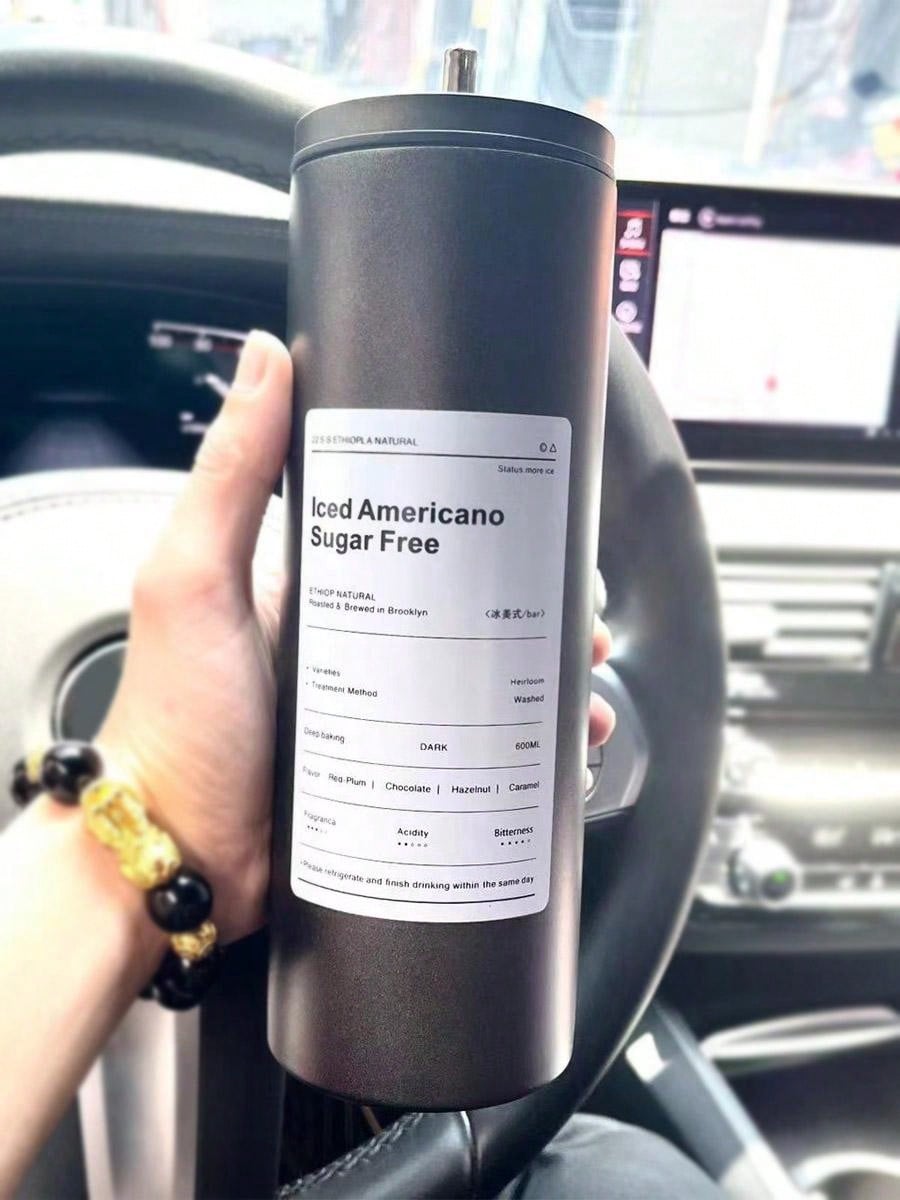 22 S S ETHIOPLA NATURAL
Status.more ice
Iced Americano
Sugar Free
ETHIOP NATURAL
Roasted & Brewed in Brooklyn <冰美式/bar>
Varieties Heirloom
Treatment Method Washed
Deep baking DARK 600ML
Flavor Red-Plum | Chocolate | Hazelnut | Caramel
Fragranca Acidity Bitterness
Please refrigerate and finish drinking within the same day